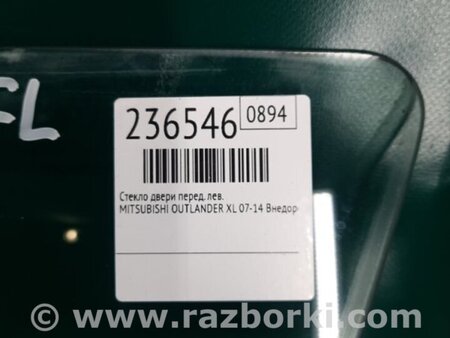 FL
236546
0894
Стекло двери перед. лев.
MITSUBISHI OUTLANDER XL 07-14 Внедор
© www.razborki.com